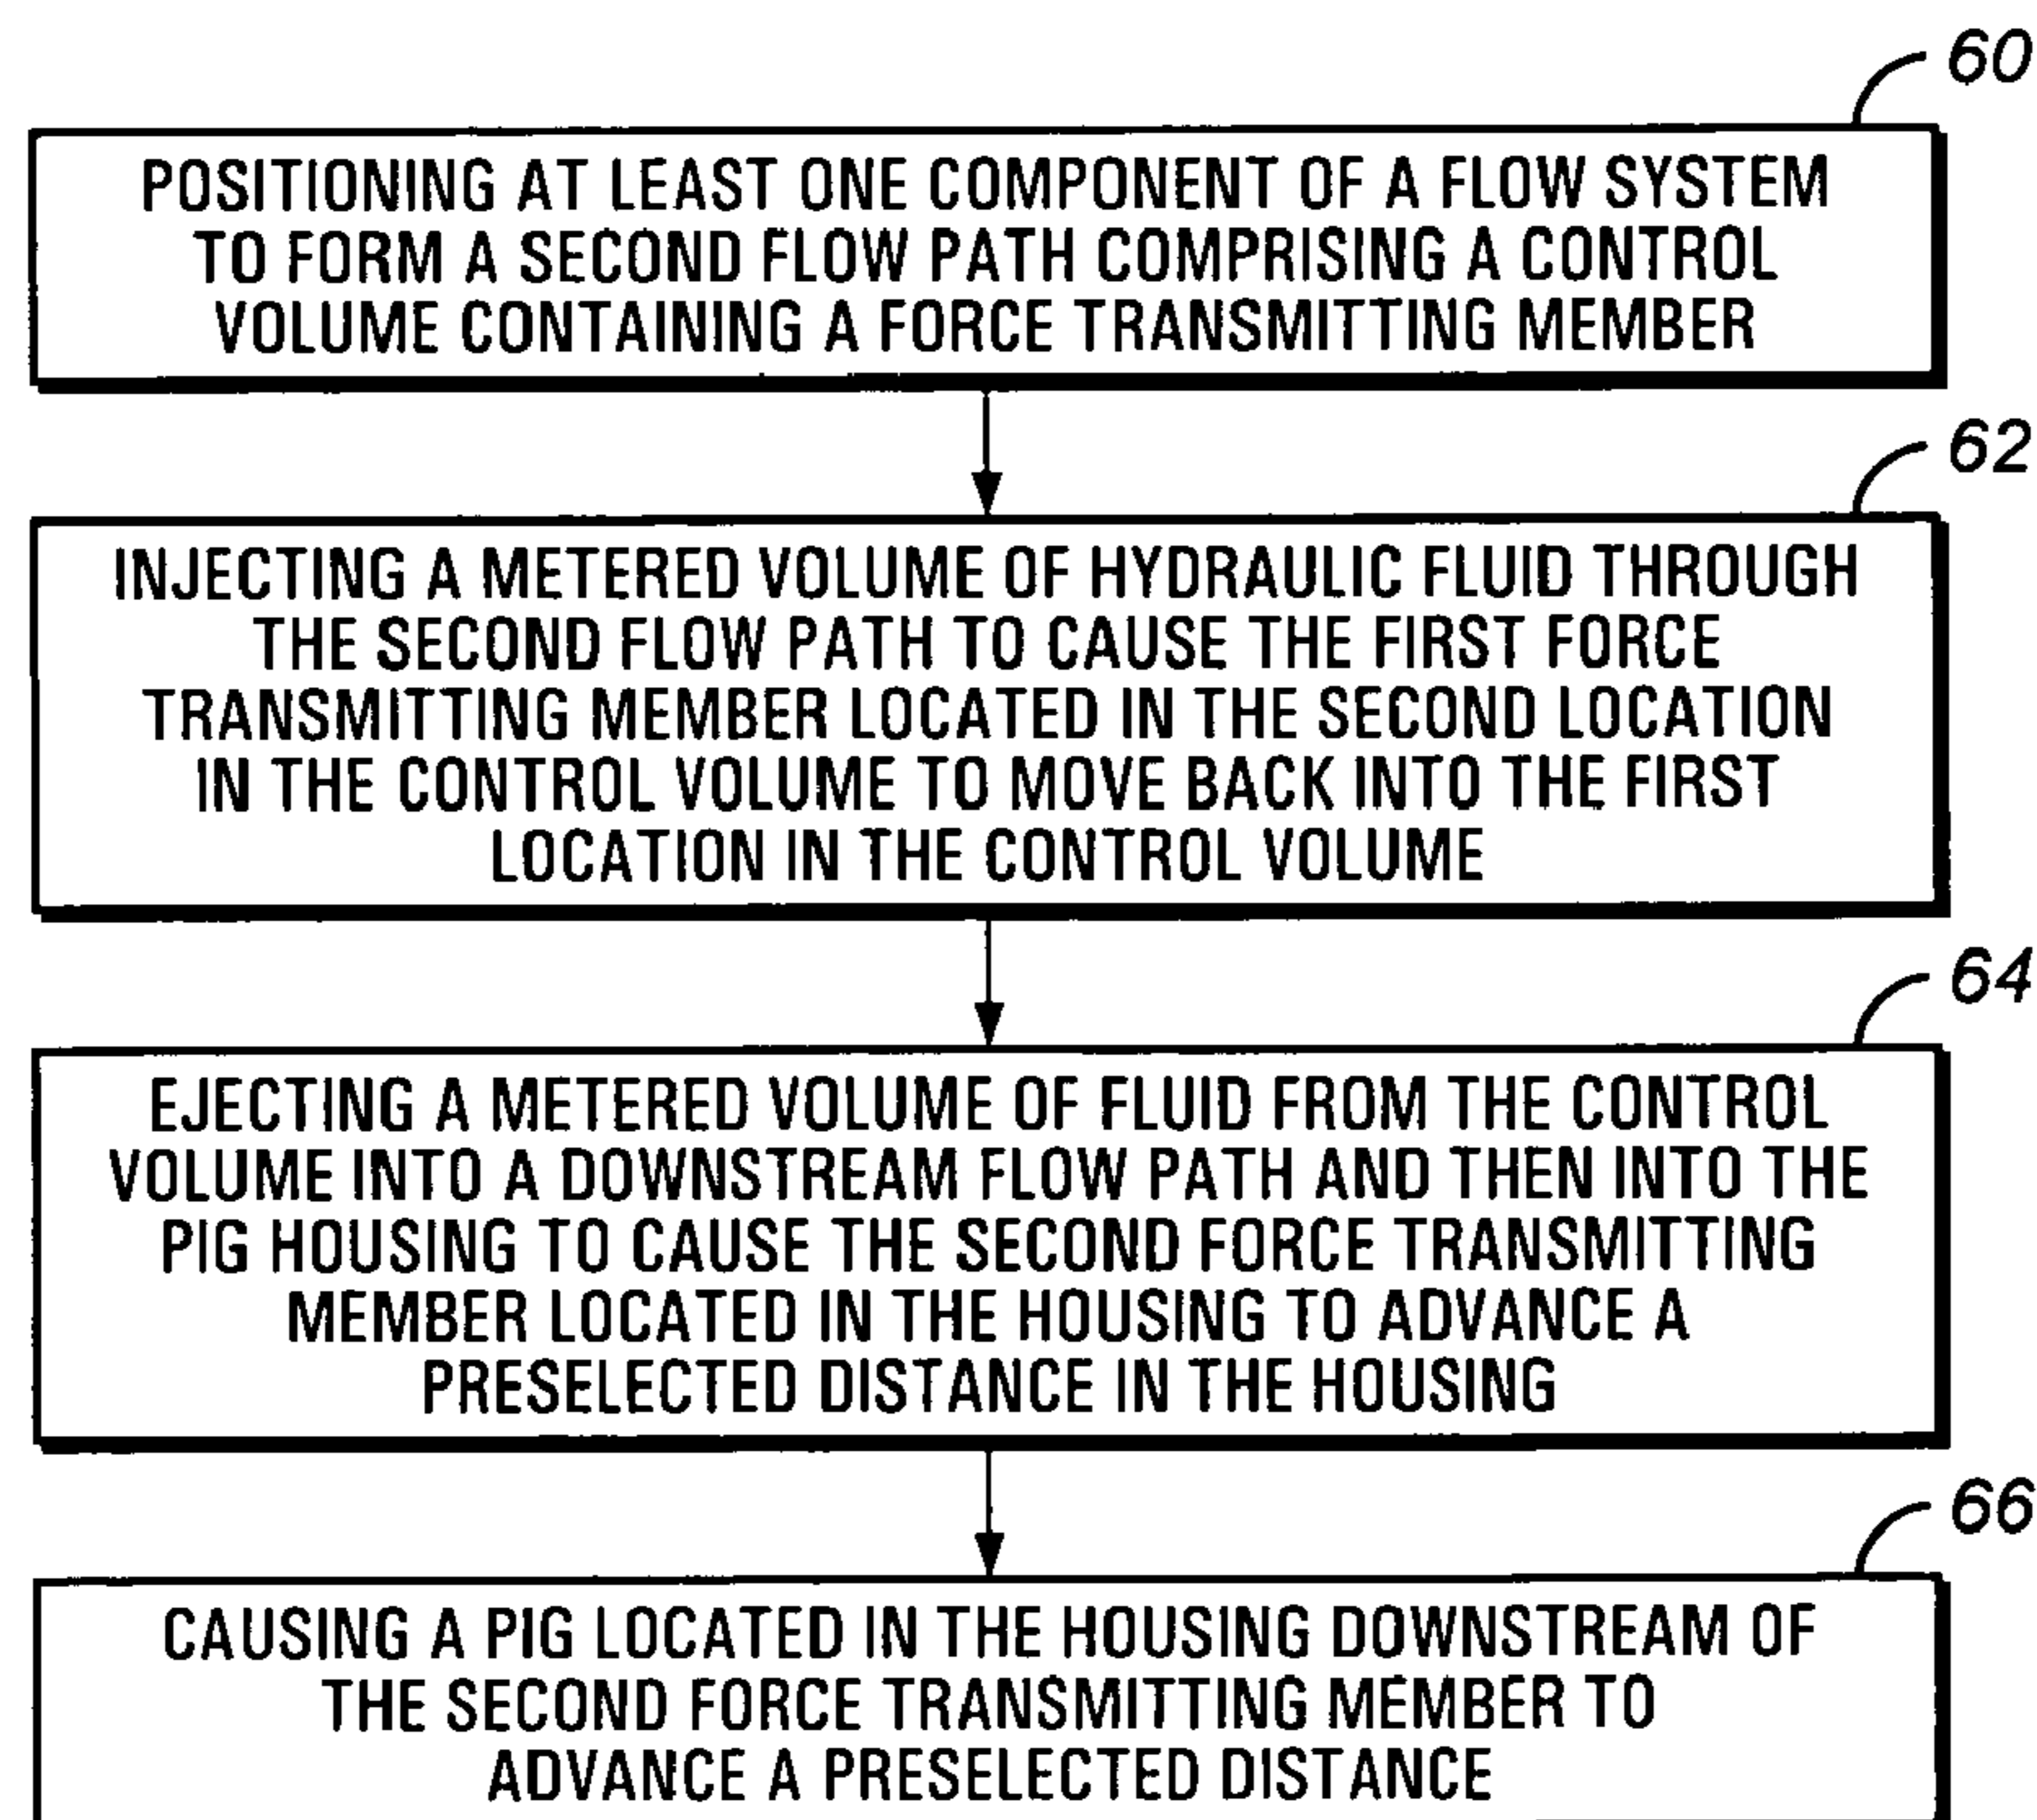 60
POSITIONING AT LEAST ONE COMPONENT OF A FLOW SYSTEM
TO FORM A SECOND FLOW PATH COMPRISING A CONTROL
VOLUME CONTAINING A FORCE TRANSMITTING MEMBER
62
INJECTING A METERED VOLUME OF HYDRAULIC FLUID THROUGH
THE SECOND FLOW PATH TO CAUSE THE FIRST FORCE
TRANSMITTING MEMBER LOCATED IN THE SECOND LOCATION
IN THE CONTROL VOLUME TO MOVE BACK INTO THE FIRST
LOCATION IN THE CONTROL VOLUME
64
EJECTING A METERED VOLUME OF FLUID FROM THE CONTROL
VOLUME INTO A DOWNSTREAM FLOW PATH AND THEN INTO THE
PIG HOUSING TO CAUSE THE SECOND FORCE TRANSMITTING
MEMBER LOCATED IN THE HOUSING TO ADVANCE A
PRESELECTED DISTANCE IN THE HOUSING
66
CAUSING A PIG LOCATED IN THE HOUSING DOWNSTREAM OF
THE SECOND FORCE TRANSMITTING MEMBER TO
ADVANCE A PRESELECTED DISTANCE